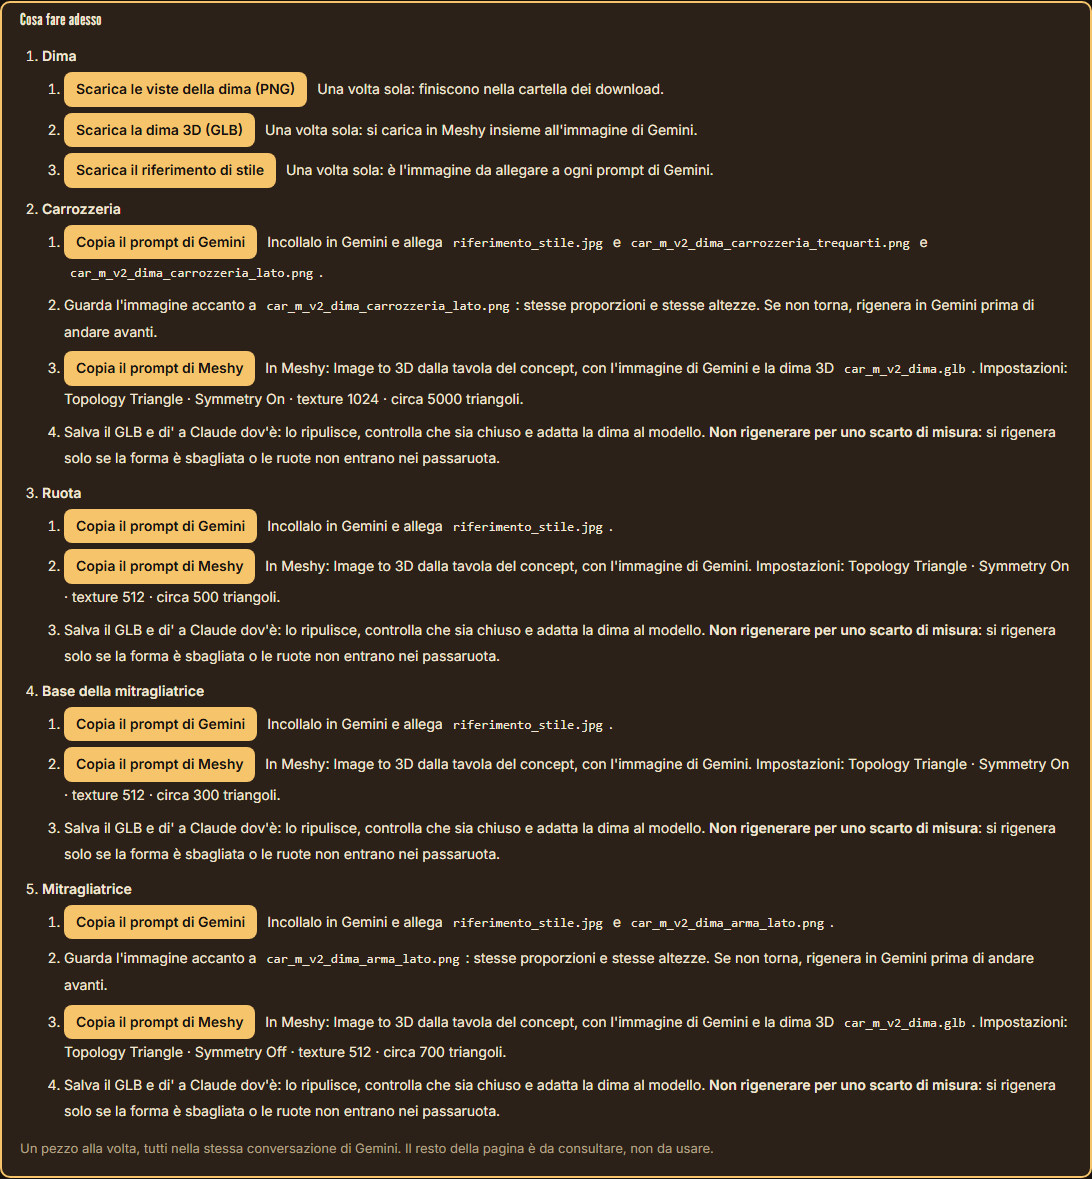 Cosa fare adesso
1. Dima
1. Scarica le viste della dima (PNG) Una volta sola: finiscono nella cartella dei download.
2. Scarica la dima 3D (GLB) Una volta sola: si carica in Meshy insieme all'immagine di Gemini.
3. Scarica il riferimento di stile Una volta sola: è l'immagine da allegare a ogni prompt di Gemini.
2. Carrozzeria
1. Copia il prompt di Gemini Incollalo in Gemini e allega riferimento_stile.jpg e car_m_v2_dima_carrozzeria_trequarti.png e
car_m_v2_dima_carrozzeria_lato.png .
2. Guarda l'immagine accanto a car_m_v2_dima_carrozzeria_lato.png : stesse proporzioni e stesse altezze. Se non torna, rigenera in Gemini prima di
andare avanti.
3. Copia il prompt di Meshy In Meshy: Image to 3D dalla tavola del concept, con l'immagine di Gemini e la dima 3D car_m_v2_dima.glb . Impostazioni:
Topology Triangle · Symmetry On · texture 1024 · circa 5000 triangoli.
4. Salva il GLB e di' a Claude dov'è: lo ripulisce, controlla che sia chiuso e adatta la dima al modello. Non rigenerare per uno scarto di misura: si rigenera
solo se la forma è sbagliata o le ruote non entrano nei passaruota.
3. Ruota
1. Copia il prompt di Gemini Incollalo in Gemini e allega riferimento_stile.jpg .
2. Copia il prompt di Meshy In Meshy: Image to 3D dalla tavola del concept, con l'immagine di Gemini. Impostazioni: Topology Triangle · Symmetry On
· texture 512 · circa 500 triangoli.
3. Salva il GLB e di' a Claude dov'è: lo ripulisce, controlla che sia chiuso e adatta la dima al modello. Non rigenerare per uno scarto di misura: si rigenera
solo se la forma è sbagliata o le ruote non entrano nei passaruota.
4. Base della mitragliatrice
1. Copia il prompt di Gemini Incollalo in Gemini e allega riferimento_stile.jpg .
2. Copia il prompt di Meshy In Meshy: Image to 3D dalla tavola del concept, con l'immagine di Gemini. Impostazioni: Topology Triangle · Symmetry On
· texture 512 · circa 300 triangoli.
3. Salva il GLB e di' a Claude dov'è: lo ripulisce, controlla che sia chiuso e adatta la dima al modello. Non rigenerare per uno scarto di misura: si rigenera
solo se la forma è sbagliata o le ruote non entrano nei passaruota.
5. Mitragliatrice
1. Copia il prompt di Gemini Incollalo in Gemini e allega riferimento_stile.jpg e car_m_v2_dima_arma_lato.png .
2. Guarda l'immagine accanto a car_m_v2_dima_arma_lato.png : stesse proporzioni e stesse altezze. Se non torna, rigenera in Gemini prima di andare
avanti.
3. Copia il prompt di Meshy In Meshy: Image to 3D dalla tavola del concept, con l'immagine di Gemini e la dima 3D car_m_v2_dima.glb . Impostazioni:
Topology Triangle · Symmetry Off · texture 512 · circa 700 triangoli.
4. Salva il GLB e di' a Claude dov'è: lo ripulisce, controlla che sia chiuso e adatta la dima al modello. Non rigenerare per uno scarto di misura: si rigenera
solo se la forma è sbagliata o le ruote non entrano nei passaruota.
Un pezzo alla volta, tutti nella stessa conversazione di Gemini. Il resto della pagina è da consultare, non da usare.